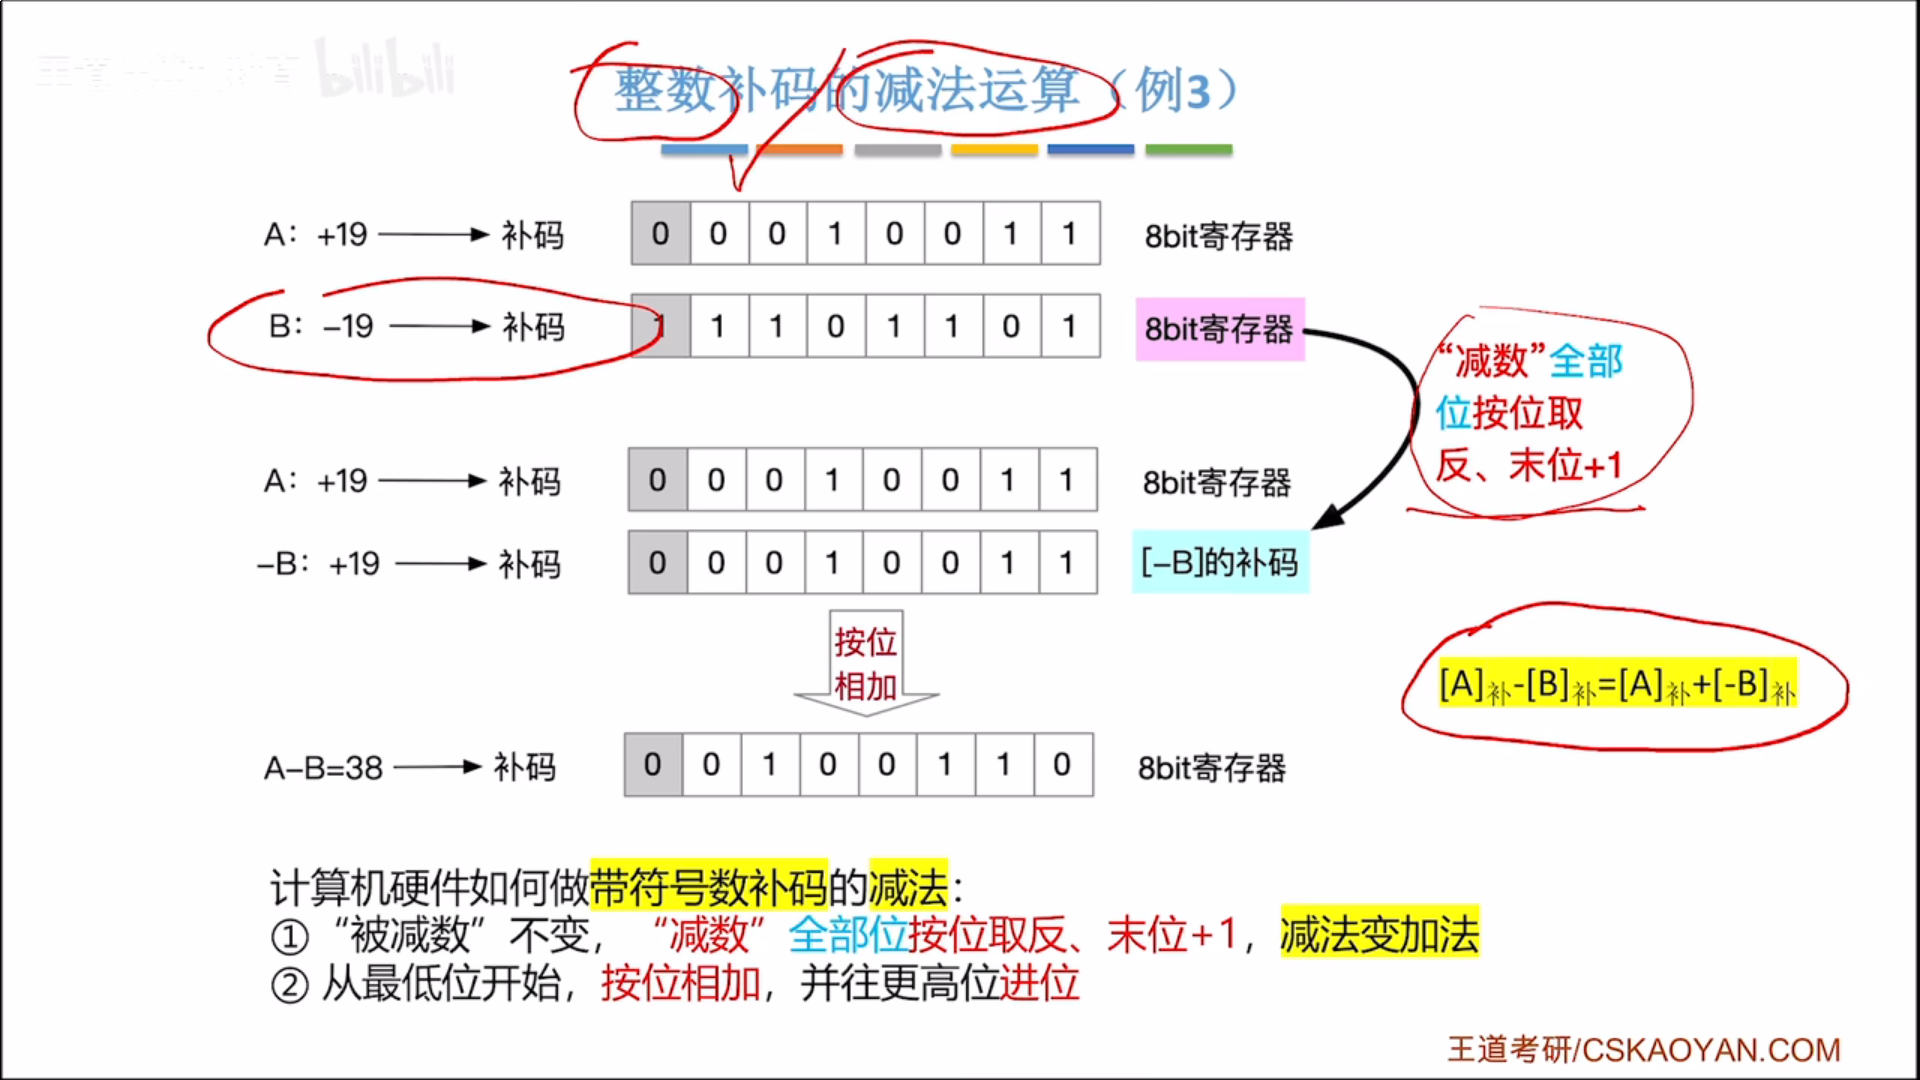 bilibili
整数补码的减法运算（例3）
A：+19 补码 0 0 0 1 0 0 1 1 8bit寄存器
B：-19 补码 1 1 1 0 1 1 0 1 8bit寄存器
“减数”全部
位按位取
反、末位+1
A：+19 补码 0 0 0 1 0 0 1 1 8bit寄存器
-B：+19 补码 0 0 0 1 0 0 1 1 [-B]的补码
按位
相加
[A]补-[B]补=[A]补+[-B]补
A-B=38 补码 0 0 1 0 0 1 1 0 8bit寄存器
计算机硬件如何做带符号数补码的减法：
① “被减数”不变，“减数”全部位按位取反、末位+1，减法变加法
② 从最低位开始，按位相加，并往更高位进位
王道考研/CSKAOYAN.COM